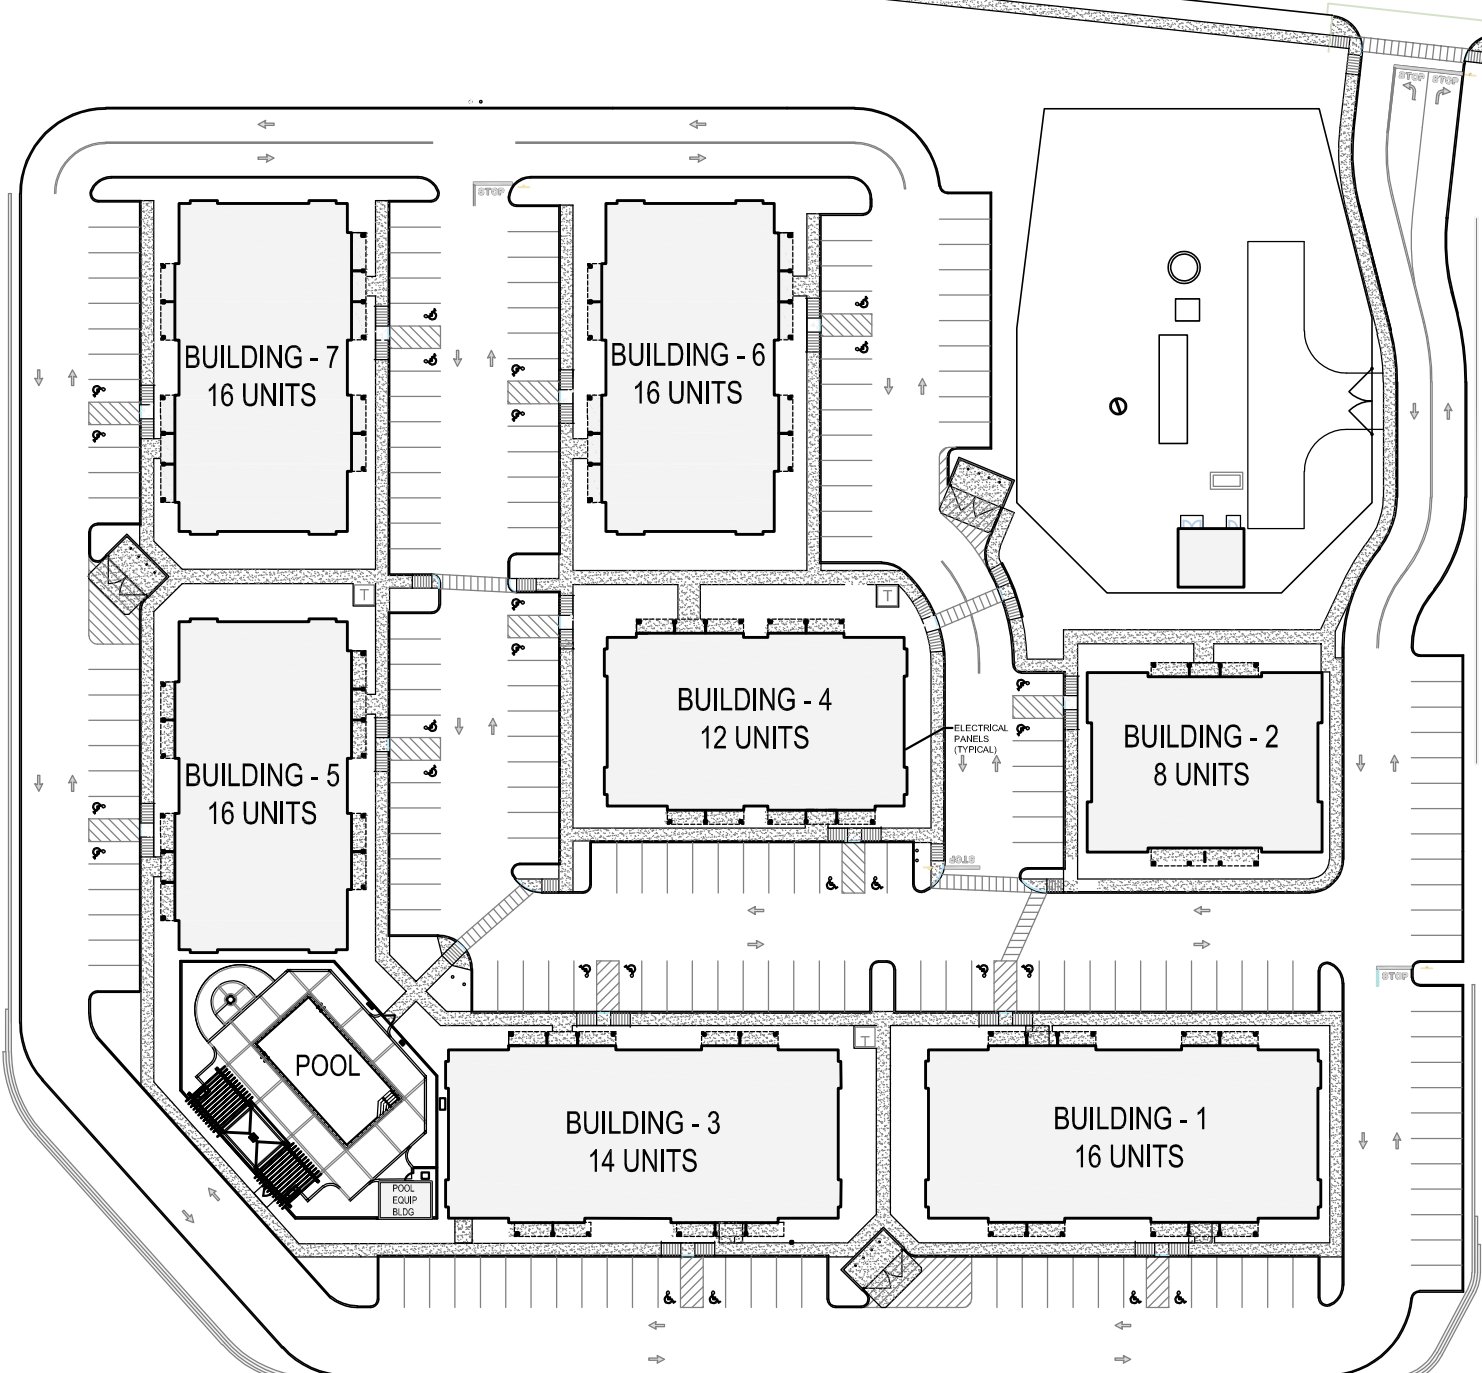 STOP STOP
STOP
BUILDING - 7
16 UNITS
BUILDING - 6
16 UNITS
T
T
BUILDING - 4
12 UNITS
ELECTRICAL
PANELS
(TYPICAL)
BUILDING - 2
8 UNITS
BUILDING - 5
16 UNITS
STOP
STOP
POOL
T
BUILDING - 3
14 UNITS
BUILDING - 1
16 UNITS
POOL
EQUIP
BLDG